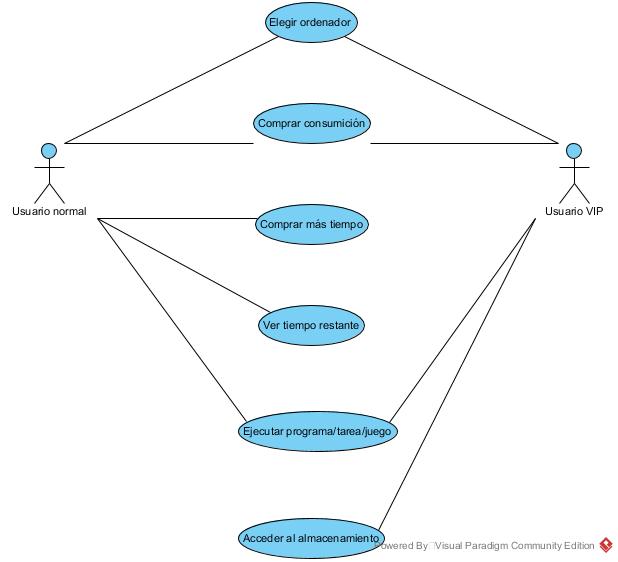 Elegir ordenador
Comprar consumición
Usuario normal
Usuario VIP
Comprar más tiempo
Ver tiempo restante
Ejecutar programa/tarea/juego
Acceder al almacenamiento
Powered By Visual Paradigm Community Edition